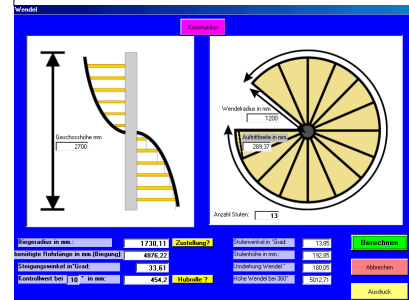 Wendel
Konstruktion
Geschosshöhe mm.
2700
Wendelradius in mm.
1200
Auftrittbreite in mm.
289,37
Anzahl Stufen: 13
Biegeradius in mm.: 1730,11 Zustellung?
benötigte Rohrlänge in mm.(Biegung): 4876,22
Steigungswinkel in°Grad: 33,61
Kontrollwert bei 10 ° in mm: 454,2 Hubrolle ?
Stufenwinkel in °Grad: 13,85
Stufenhöhe in mm: 192,85
Umdrehung Wendel ° 180,05
Höhe Wendel bei 360° 5012,71
Berechnen
Abbrechen
Ausdruck